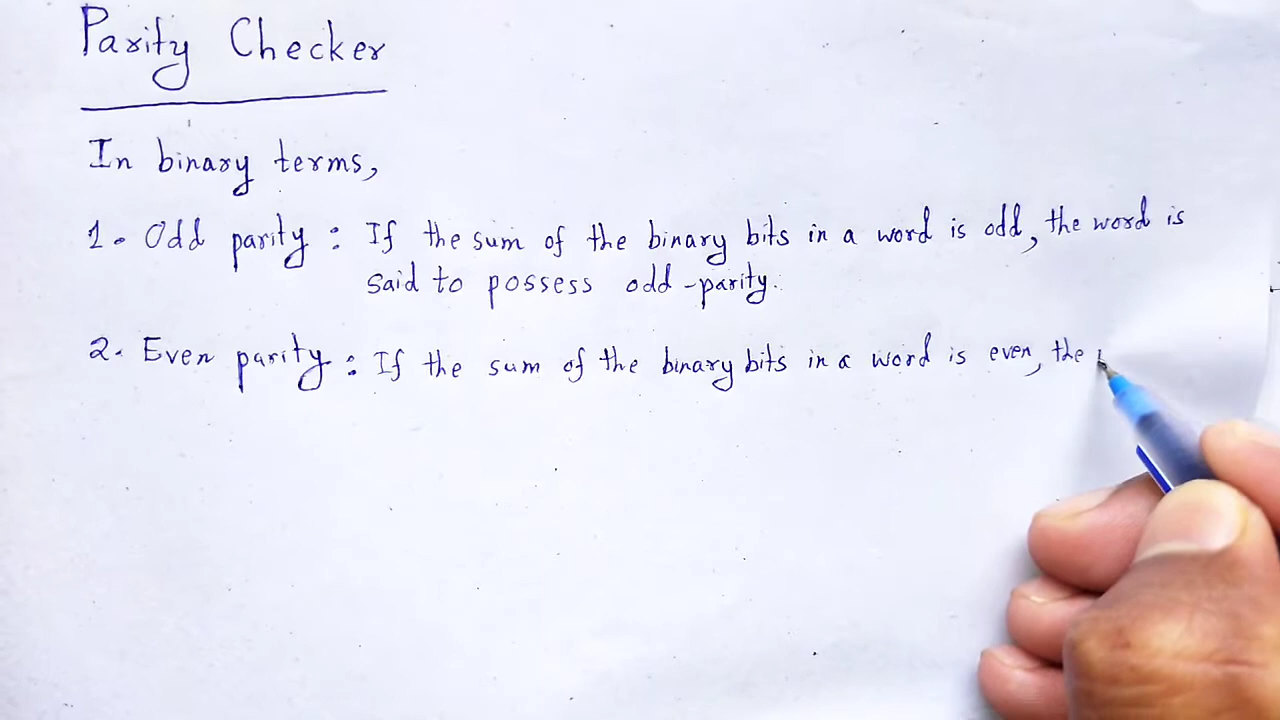 Parity Checker
In binary terms,
1. Odd parity : If the sum of the binary bits in a word is odd, the word is
said to possess odd-parity.
2. Even parity : If the sum of the binary bits in a word is even, the